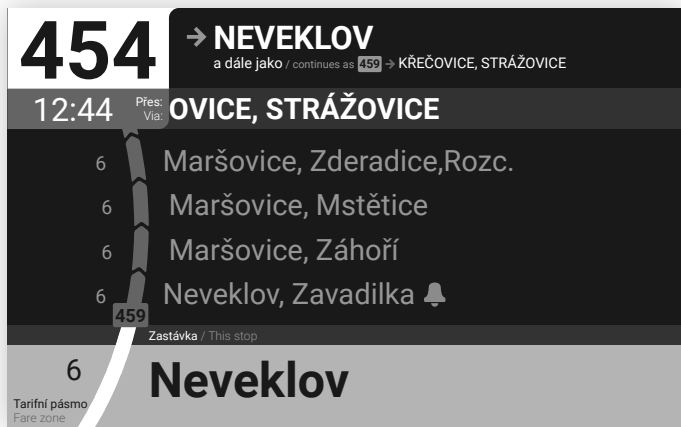 454
→ NEVEKLOV
a dále jako / continues as 459 → KŘEČOVICE, STRÁŽOVICE
12:44
Přes:
Via:
OVICE, STRÁŽOVICE
6 Maršovice, Zderadice,Rozc.
6 Maršovice, Mstětice
6 Maršovice, Záhoří
6 Neveklov, Zavadilka
459
Zastávka / This stop
6 Neveklov
Tarifní pásmo
Fare zone